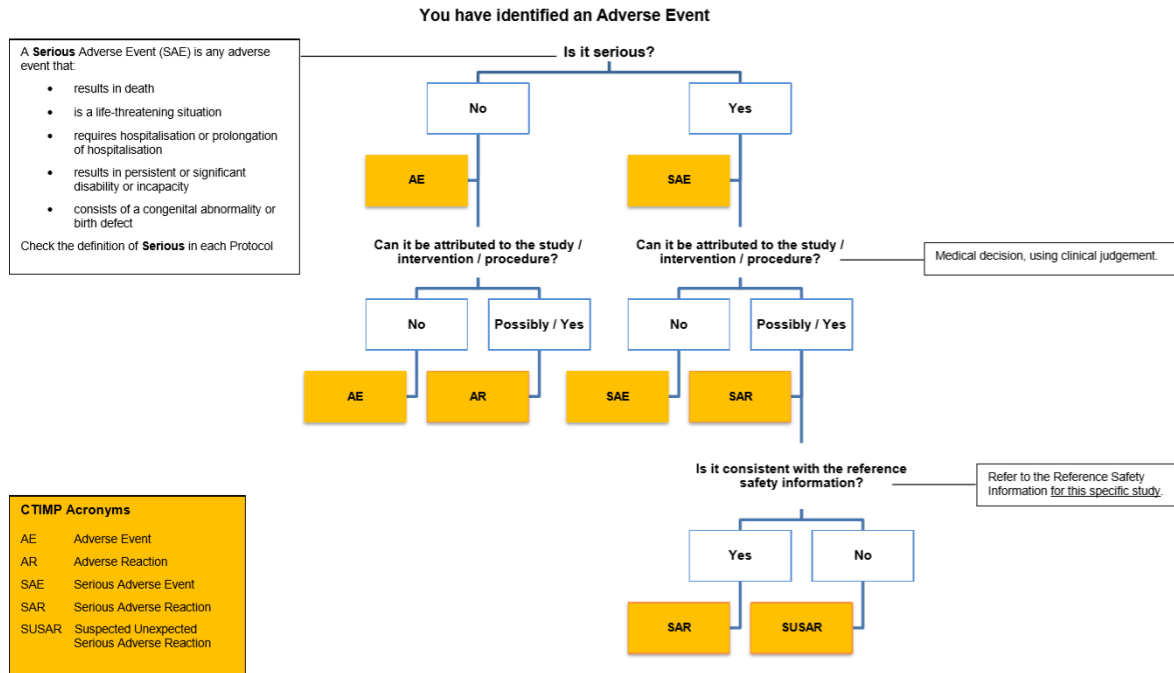 You have identified an Adverse Event
A Serious Adverse Event (SAE) is any adverse
event that:
• results in death
• is a life-threatening situation
• requires hospitalisation or prolongation
of hospitalisation
• results in persistent or significant
disability or incapacity
• consists of a congenital abnormality or
birth defect
Check the definition of Serious in each Protocol
Is it serious?
No
Yes
AE
SAE
Can it be attributed to the study /
intervention / procedure?
Can it be attributed to the study /
intervention / procedure?
Medical decision, using clinical judgement.
No
Possibly / Yes
No
Possibly / Yes
AE
AR
SAE
SAR
Is it consistent with the reference
safety information?
Refer to the Reference Safety
Information for this specific study.
Yes
No
SAR
SUSAR
CTIMP Acronyms
AE Adverse Event
AR Adverse Reaction
SAE Serious Adverse Event
SAR Serious Adverse Reaction
SUSAR Suspected Unexpected
Serious Adverse Reaction